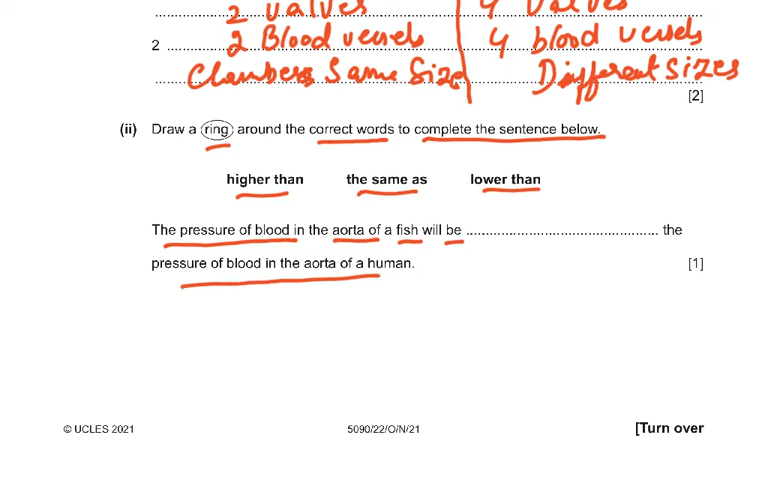 2 valves 4 valves
2 2 Blood vessels 4 blood vessels
Chambers Same Size Different Sizes
[2]
(ii) Draw a ring around the correct words to complete the sentence below.
higher than the same as lower than
The pressure of blood in the aorta of a fish will be ................................................ the
pressure of blood in the aorta of a human. [1]
© UCLES 2021 5090/22/O/N/21 [Turn over